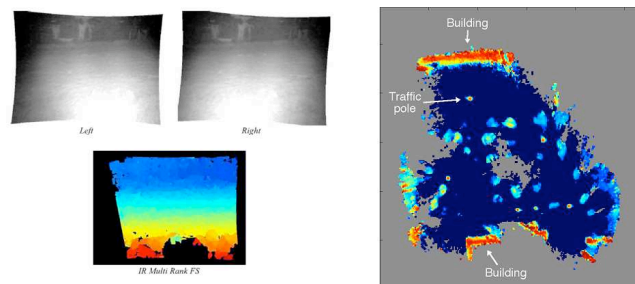 Left
Right
IR Multi Rank FS
Building
Traffic
pole
Building